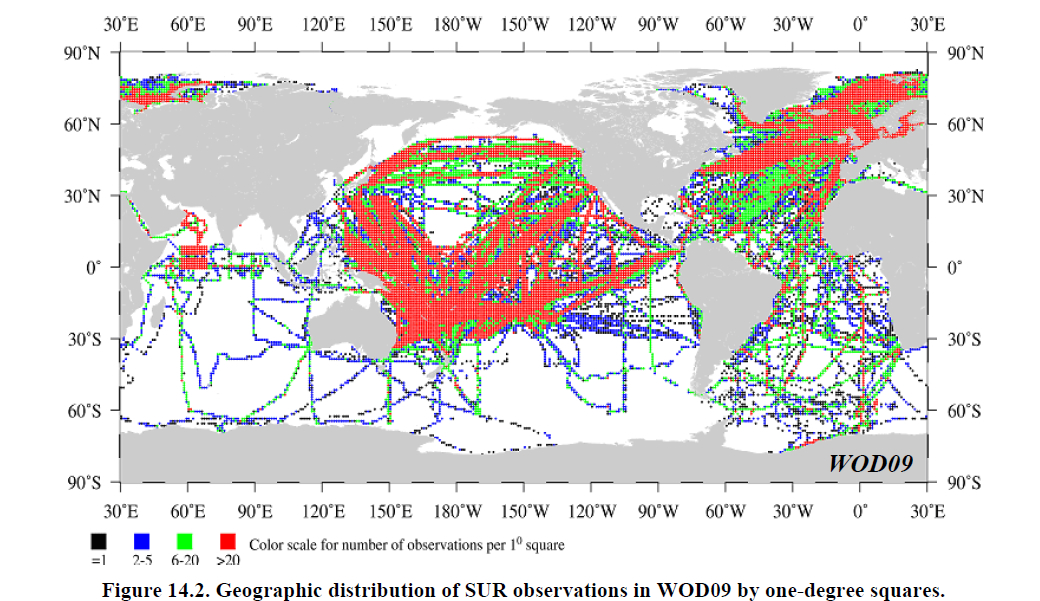 30°E 60°E 90°E 120°E 150°E 180°W 150°W 120°W 90°W 60°W 30°W 0° 30°E
90°N 90°N
60°N 60°N
30°N 30°N
0° 0°
30°S 30°S
60°S 60°S
WOD09
90°S 90°S
30°E 60°E 90°E 120°E 150°E 180°W 150°W 120°W 90°W 60°W 30°W 0° 30°E
Color scale for number of observations per 1⁰ square
=1 2-5 6-20 >20
Figure 14.2. Geographic distribution of SUR observations in WOD09 by one-degree squares.